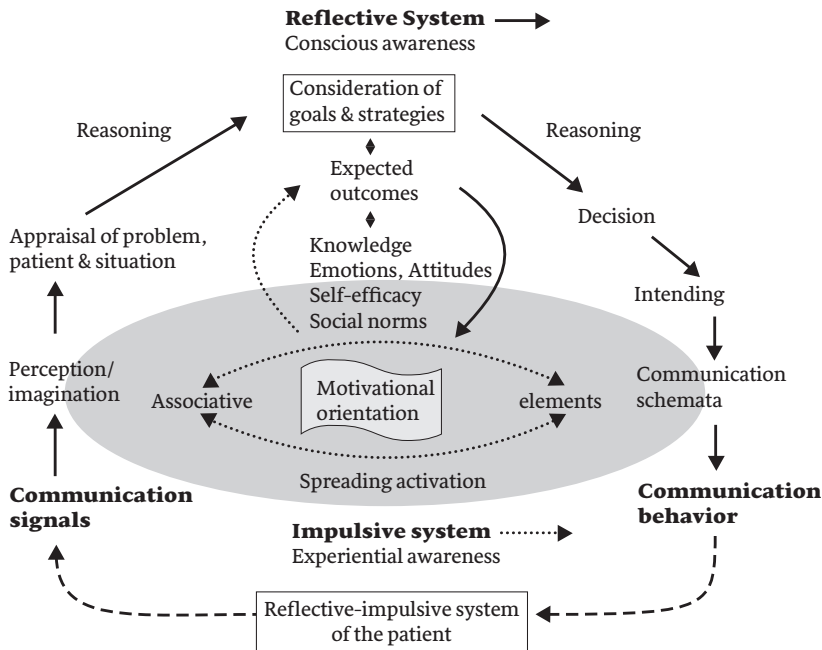 Reflective System
Conscious awareness
Consideration of
goals & strategies
Reasoning
Reasoning
Expected
outcomes
Decision
Appraisal of problem,
patient & situation
Knowledge
Emotions, Attitudes
Self-efficacy
Social norms
Intending
Perception/
imagination
Associative
Motivational
orientation
elements
Communication
schemata
Spreading activation
Communication
signals
Communication
behavior
Impulsive system
Experiential awareness
Reflective-impulsive system
of the patient